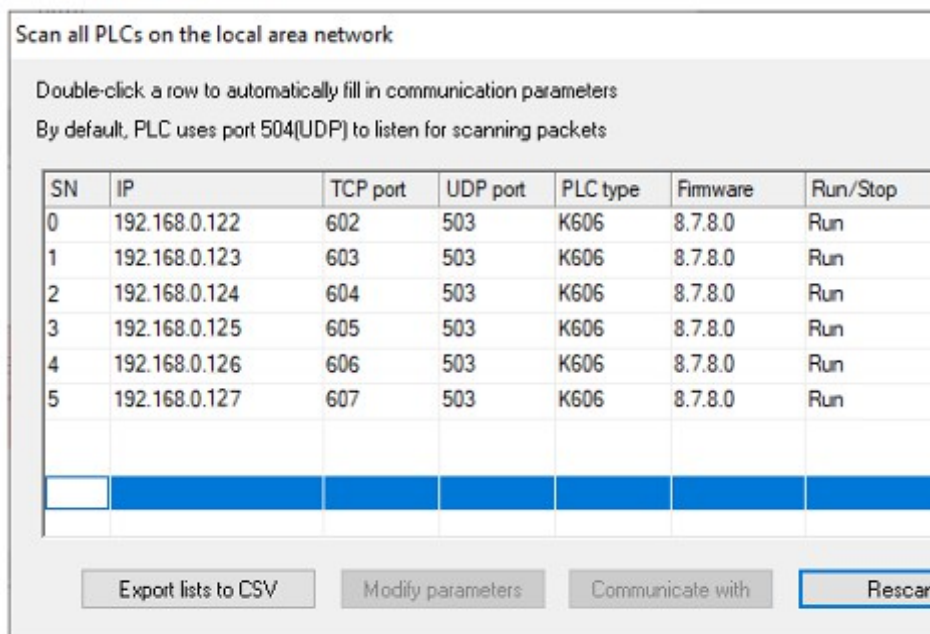 Scan all PLCs on the local area network
Double-click a row to automatically fill in communication parameters
By default, PLC uses port 504(UDP) to listen for scanning packets
SN IP TCP port UDP port PLC type Firmware Run/Stop
0 192.168.0.122 602 503 K606 8.7.8.0 Run
1 192.168.0.123 603 503 K606 8.7.8.0 Run
2 192.168.0.124 604 503 K606 8.7.8.0 Run
3 192.168.0.125 605 503 K606 8.7.8.0 Run
4 192.168.0.126 606 503 K606 8.7.8.0 Run
5 192.168.0.127 607 503 K606 8.7.8.0 Run
Export lists to CSV Modify parameters Communicate with